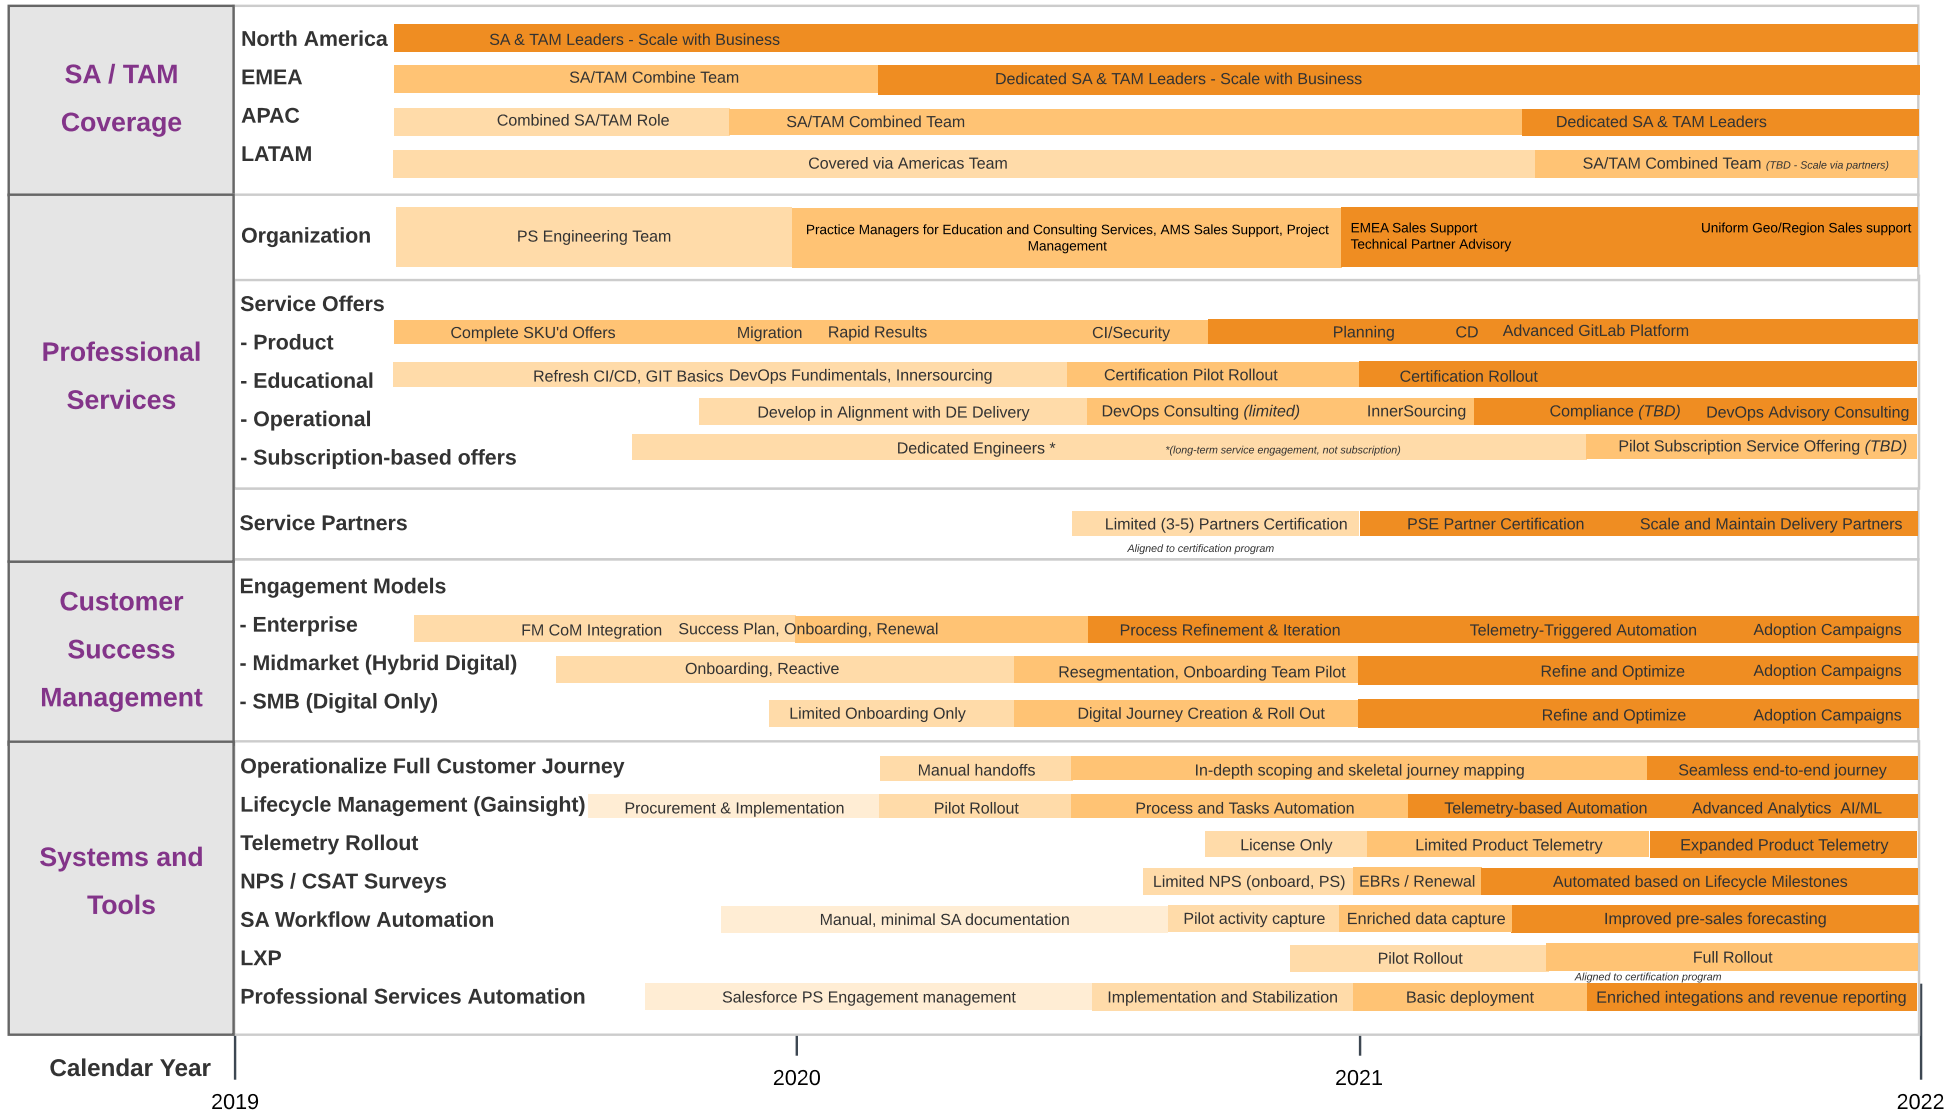 SA / TAM
Coverage
North America
SA & TAM Leaders - Scale with Business
EMEA
SA/TAM Combine Team
Dedicated SA & TAM Leaders - Scale with Business
APAC
Combined SA/TAM Role
SA/TAM Combined Team
Dedicated SA & TAM Leaders
LATAM
Covered via Americas Team
SA/TAM Combined Team (TBD - Scale via partners)
Professional
Services
Organization
PS Engineering Team
Practice Managers for Education and Consulting Services, AMS Sales Support, Project
Management
EMEA Sales Support
Technical Partner Advisory
Uniform Geo/Region Sales support
Service Offers
- Product
Complete SKU'd Offers
Migration
Rapid Results
CI/Security
Planning
CD
Advanced GitLab Platform
- Educational
Refresh CI/CD, GIT Basics
DevOps Fundimentals, Innersourcing
Certification Pilot Rollout
Certification Rollout
- Operational
Develop in Alignment with DE Delivery
DevOps Consulting (limited)
InnerSourcing
Compliance (TBD)
DevOps Advisory Consulting
- Subscription-based offers
Dedicated Engineers *
*(long-term service engagement, not subscription)
Pilot Subscription Service Offering (TBD)
Service Partners
Limited (3-5) Partners Certification
Aligned to certification program
PSE Partner Certification
Scale and Maintain Delivery Partners
Customer
Success
Management
Engagement Models
- Enterprise
FM CoM Integration
Success Plan, Onboarding, Renewal
Process Refinement & Iteration
Telemetry-Triggered Automation
Adoption Campaigns
- Midmarket (Hybrid Digital)
Onboarding, Reactive
Resegmentation, Onboarding Team Pilot
Refine and Optimize
Adoption Campaigns
- SMB (Digital Only)
Limited Onboarding Only
Digital Journey Creation & Roll Out
Refine and Optimize
Adoption Campaigns
Systems and
Tools
Operationalize Full Customer Journey
Manual handoffs
In-depth scoping and skeletal journey mapping
Seamless end-to-end journey
Lifecycle Management (Gainsight)
Procurement & Implementation
Pilot Rollout
Process and Tasks Automation
Telemetry-based Automation
Advanced Analytics AI/ML
Telemetry Rollout
License Only
Limited Product Telemetry
Expanded Product Telemetry
NPS / CSAT Surveys
Limited NPS (onboard, PS)
EBRs / Renewal
Automated based on Lifecycle Milestones
SA Workflow Automation
Manual, minimal SA documentation
Pilot activity capture
Enriched data capture
Improved pre-sales forecasting
LXP
Pilot Rollout
Full Rollout
Aligned to certification program
Professional Services Automation
Salesforce PS Engagement management
Implementation and Stabilization
Basic deployment
Enriched integations and revenue reporting
Calendar Year
2019
2020
2021
2022